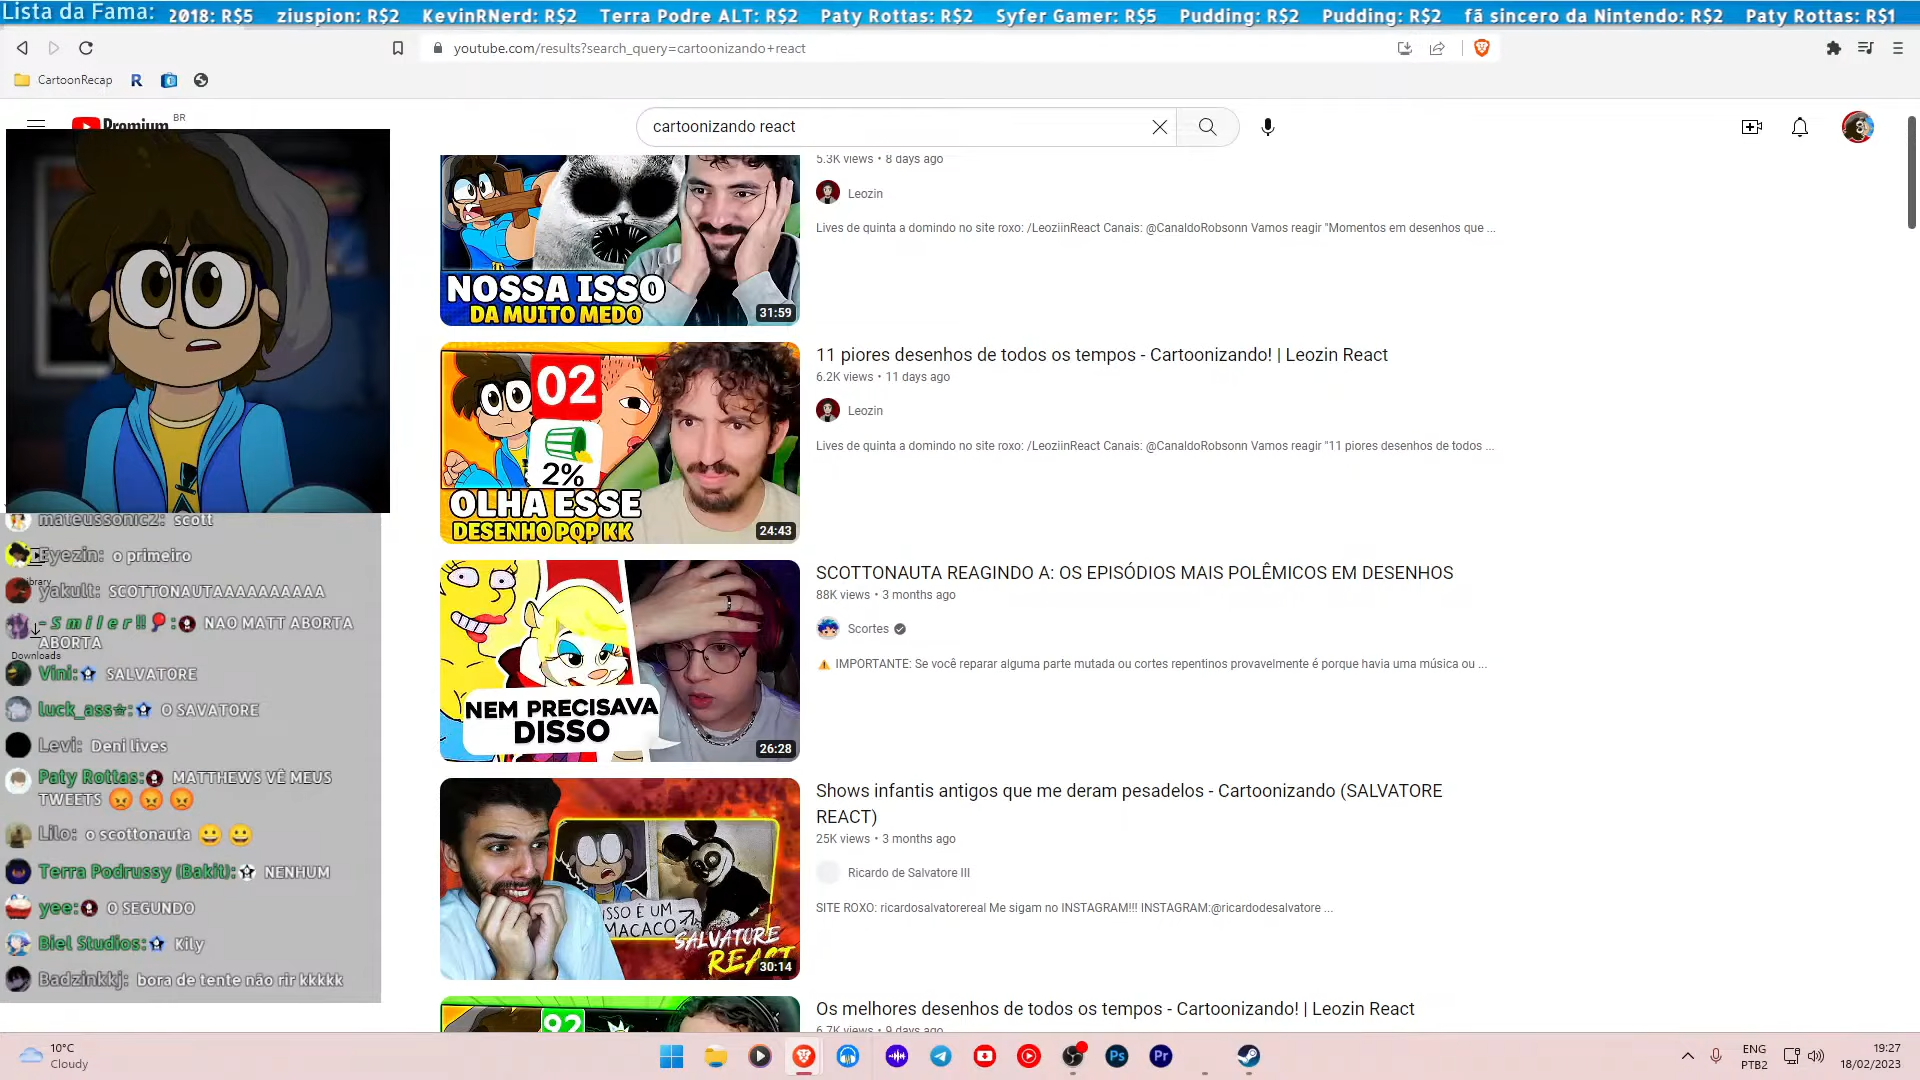 Lista da Fama: 2018: R$5 ziuspion: R$2 KevinRNerd: R$2 Terra Podre ALT: R$2 Paty Rottas: R$2 Syfer Gamer: R$5 Pudding: R$2 Pudding: R$2 fã sincero da Nintendo: R$2 Paty Rottas: R$1
youtube.com/results?search_query=cartoonizando+react
CartoonRecap
R
Premium BR
cartoonizando react
5.3K views • 8 days ago
Leozin
Lives de quinta a domindo no site roxo: /LeoziinReact Canais: @CanaldoRobsonn Vamos reagir "Momentos em desenhos que ...
NOSSA ISSO
DA MUITO MEDO
31:59
11 piores desenhos de todos os tempos - Cartoonizando! | Leozin React
6.2K views • 11 days ago
Leozin
Lives de quinta a domindo no site roxo: /LeoziinReact Canais: @CanaldoRobsonn Vamos reagir "11 piores desenhos de todos ...
02
2%
OLHA ESSE
DESENHO PQP KK
24:43
SCOTTONAUTA REAGINDO A: OS EPISÓDIOS MAIS POLÊMICOS EM DESENHOS
88K views • 3 months ago
Scortes
⚠ IMPORTANTE: Se você reparar alguma parte mutada ou cortes repentinos provavelmente é porque havia uma música ou ...
NEM PRECISAVA
DISSO
26:28
Shows infantis antigos que me deram pesadelos - Cartoonizando (SALVATORE
REACT)
25K views • 3 months ago
Ricardo de Salvatore III
SITE ROXO: ricardosalvatorereal Me sigam no INSTAGRAM!!! INSTAGRAM:@ricardodesalvatore ...
ISSO É UM
MACACO
SALVATORE
REACT
30:14
Os melhores desenhos de todos os tempos - Cartoonizando! | Leozin React
6.7K views • 9 days ago
92
mateussonic2: scott
Eyezin: o primeiro
yakult: SCOTTONAUTAAAAAAAAAA
- S m i l e r !!🏓: NAO MATT ABORTA
ABORTA
Downloads
Vini: SALVATORE
luck_ass☆: O SAVATORE
Levi: Deni lives
Paty Rottas: MATTHEWS VÊ MEUS
TWEETS 😡 😡 😡
Lilo: o scottonauta 😀 😀
Terra Podrussy (Bakit): NENHUM
yee: O SEGUNDO
Biel Studios: Kily
Badzinkkj: bora de tente não rir kkkkk
10°C
Cloudy
Ps
Pr
ENG
PTB2
19:27
18/02/2023